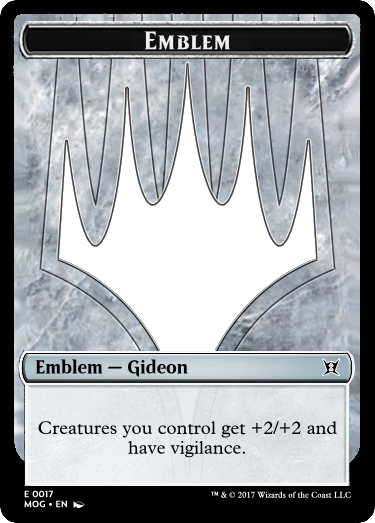 EMBLEM
Emblem — Gideon
Creatures you control get +2/+2 and
have vigilance.
E 0017
MOG • EN
™ & © 2017 Wizards of the Coast LLC